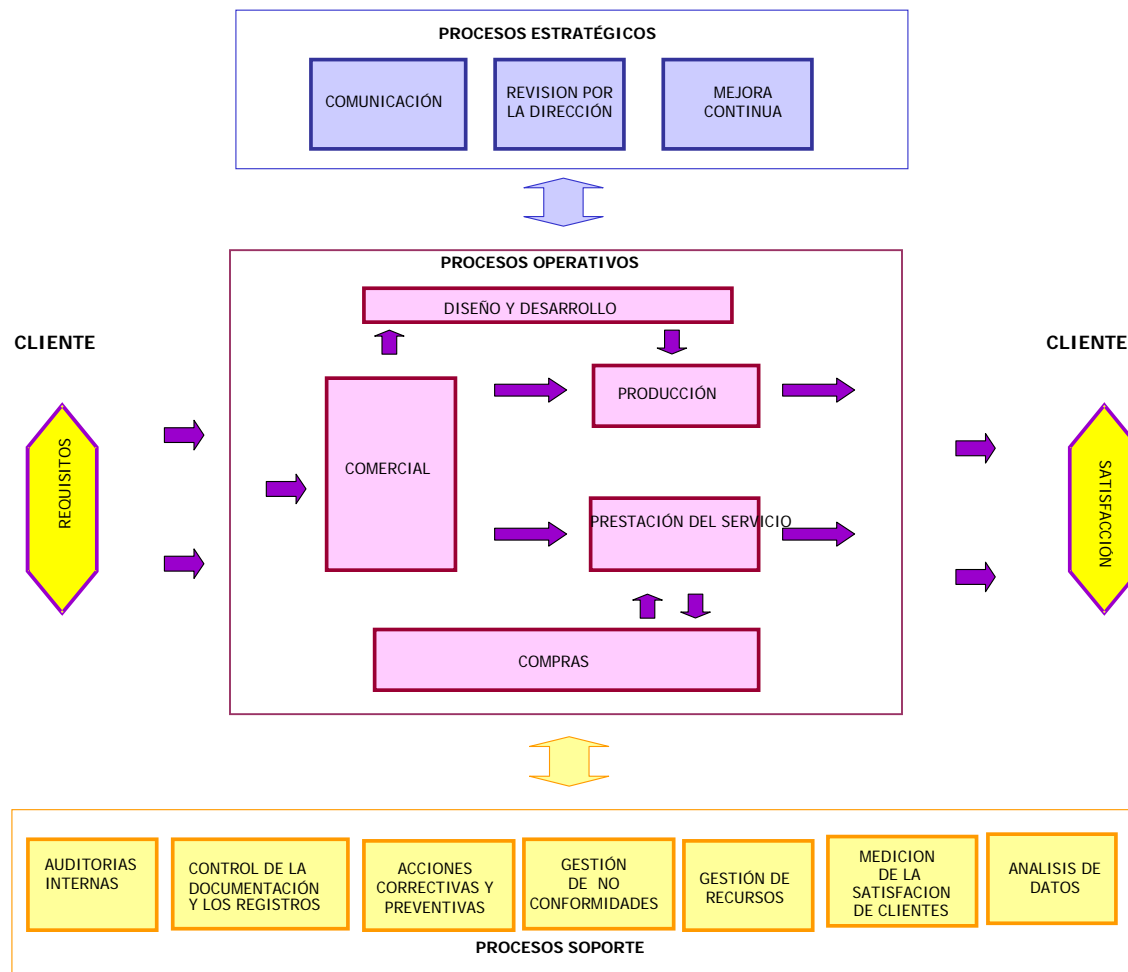 PROCESOS ESTRATÉGICOS
COMUNICACIÓN
REVISION POR
LA DIRECCIÓN
MEJORA
CONTINUA
PROCESOS OPERATIVOS
DISEÑO Y DESARROLLO
CLIENTE
CLIENTE
REQUISITOS
COMERCIAL
PRODUCCIÓN
PRESTACIÓN DEL SERVICIO
SATISFACCIÓN
COMPRAS
AUDITORIAS
INTERNAS
CONTROL DE LA
DOCUMENTACIÓN
Y LOS REGISTROS
ACCIONES
CORRECTIVAS Y
PREVENTIVAS
GESTIÓN
DE NO
CONFORMIDADES
GESTIÓN DE
RECURSOS
MEDICION
DE LA
SATISFACION
DE CLIENTES
ANALISIS DE
DATOS
PROCESOS SOPORTE